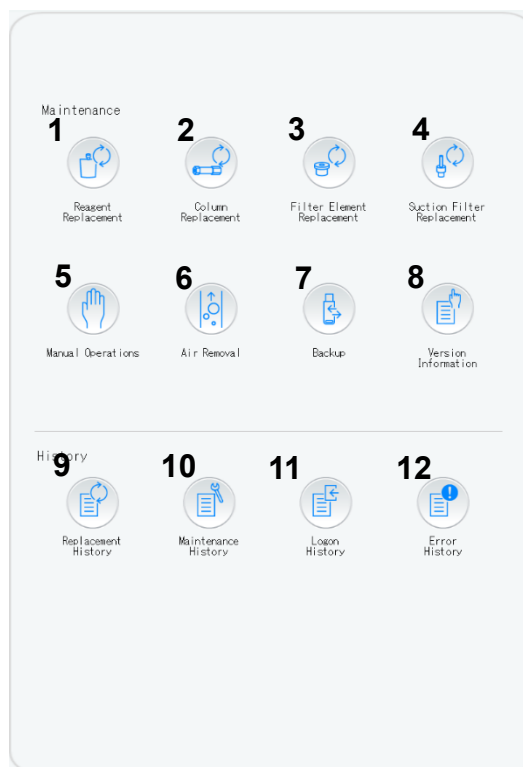 Maintenance
1 2 3 4
Reagent Replacement
Column Replacement
Filter Element Replacement
Suction Filter Replacement
5 6 7 8
Manual Operations
Air Removal
Backup
Version Information
History
9 10 11 12
Replacement History
Maintenance History
Logon History
Error History